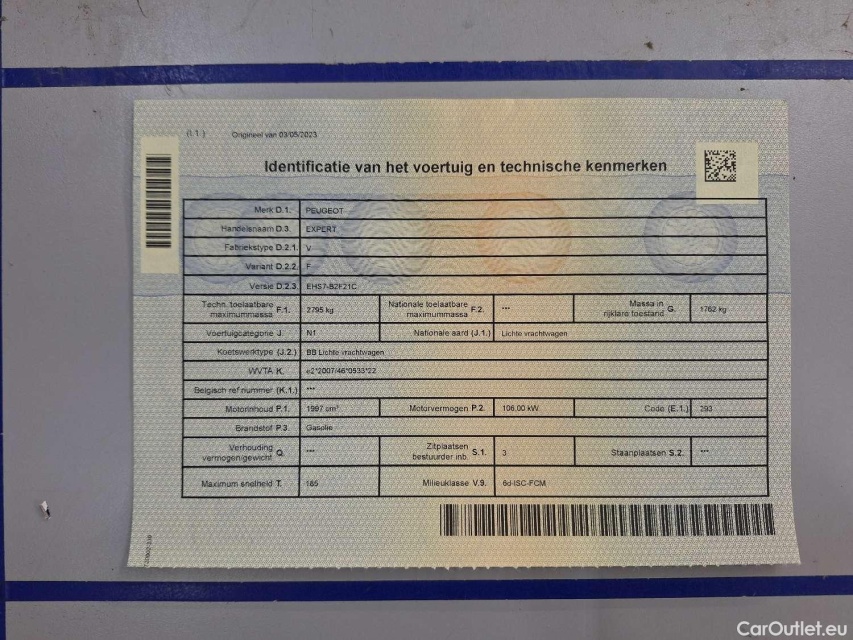 (I.1.) Origineel van 03/05/2023
Identificatie van het voertuig en technische kenmerken
Merk D.1. PEUGEOT
Handelsnaam D.3. EXPERT
Fabriekstype D.2.1. V
Variant D.2.2. F
Versie D.2.3. EHS7-B2F21C
Techn. toelaatbare maximummassa F.1. 2795 kg Nationale toelaatbare maximummassa F.2. --- Massa in rijklare toestand G. 1762 kg
Voertuigcategorie J. N1 Nationale aard (J.1.) Lichte vrachtwagen
Koetswerktype (J.2.) BB Lichte vrachtwagen
WVTA K. e2*2007/46*0533*22
Belgisch ref nummer (K.1.) ---
Motorinhoud P.1. 1997 cm³ Motorvermogen P.2. 106,00 kW Code (E.1.) 293
Brandstof P.3. Gasolie
Verhouding vermogen/gewicht Q. --- Zitplaatsen bestuurder inb. S.1. 3 Staanplaatsen S.2. ---
Maximum snelheid T. 185 Milieuklasse V.9. 6d-ISC-FCM
CarOutlet.eu